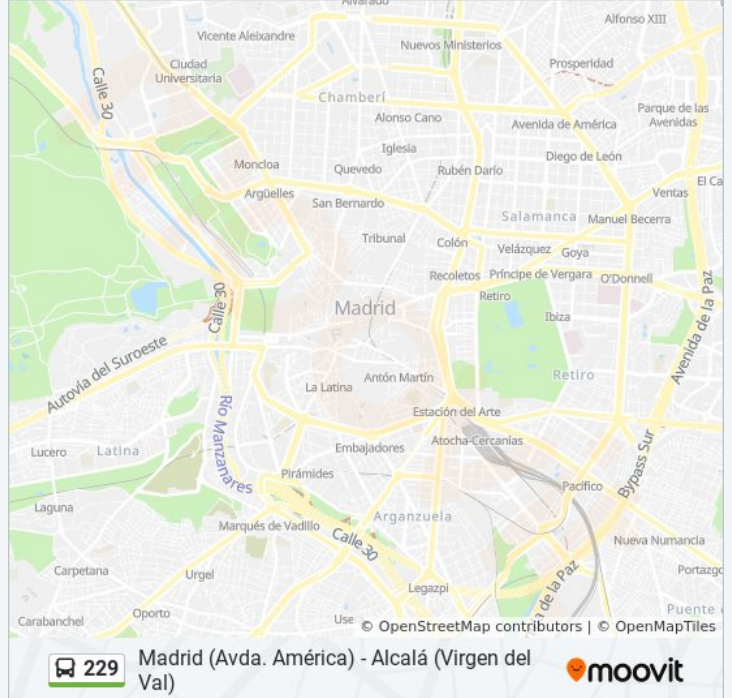 Alvarado
Alfonso XIII
Vicente Aleixandre
Nuevos Ministerios
Ciudad
Universitaria
Prosperidad
Calle 30
Chamberí
Parque de las
Avenidas
Alonso Cano
Avenida de América
Iglesia
Diego de León
Moncloa
Quevedo
Rubén Darío
El Ca
Argüelles
Ventas
San Bernardo
Salamanca
Manuel Becerra
Tribunal
Colón
Velázquez
Goya
Recoletos
Príncipe de Vergara
O'Donnell
Calle 30
Retiro
Madrid
Ibiza
Avenida de la Paz
Autovía del Suroeste
La Latina
Antón Martín
Retiro
Estación del Arte
Río Manzanares
Atocha-Cercanías
Lucero
Latina
Embajadores
Bypass Sur
Pirámides
Pacífico
Laguna
Arganzuela
Marqués de Vadillo
Calle 30
Nueva Numancia
Carpetana
Urgel
Portazgo
Legazpi
a de la Paz
Oporto
Puente
Carabanchel
Use
© OpenStreetMap contributors | © OpenMapTiles
229
Madrid (Avda. América) - Alcalá (Virgen del
Val)
moovit